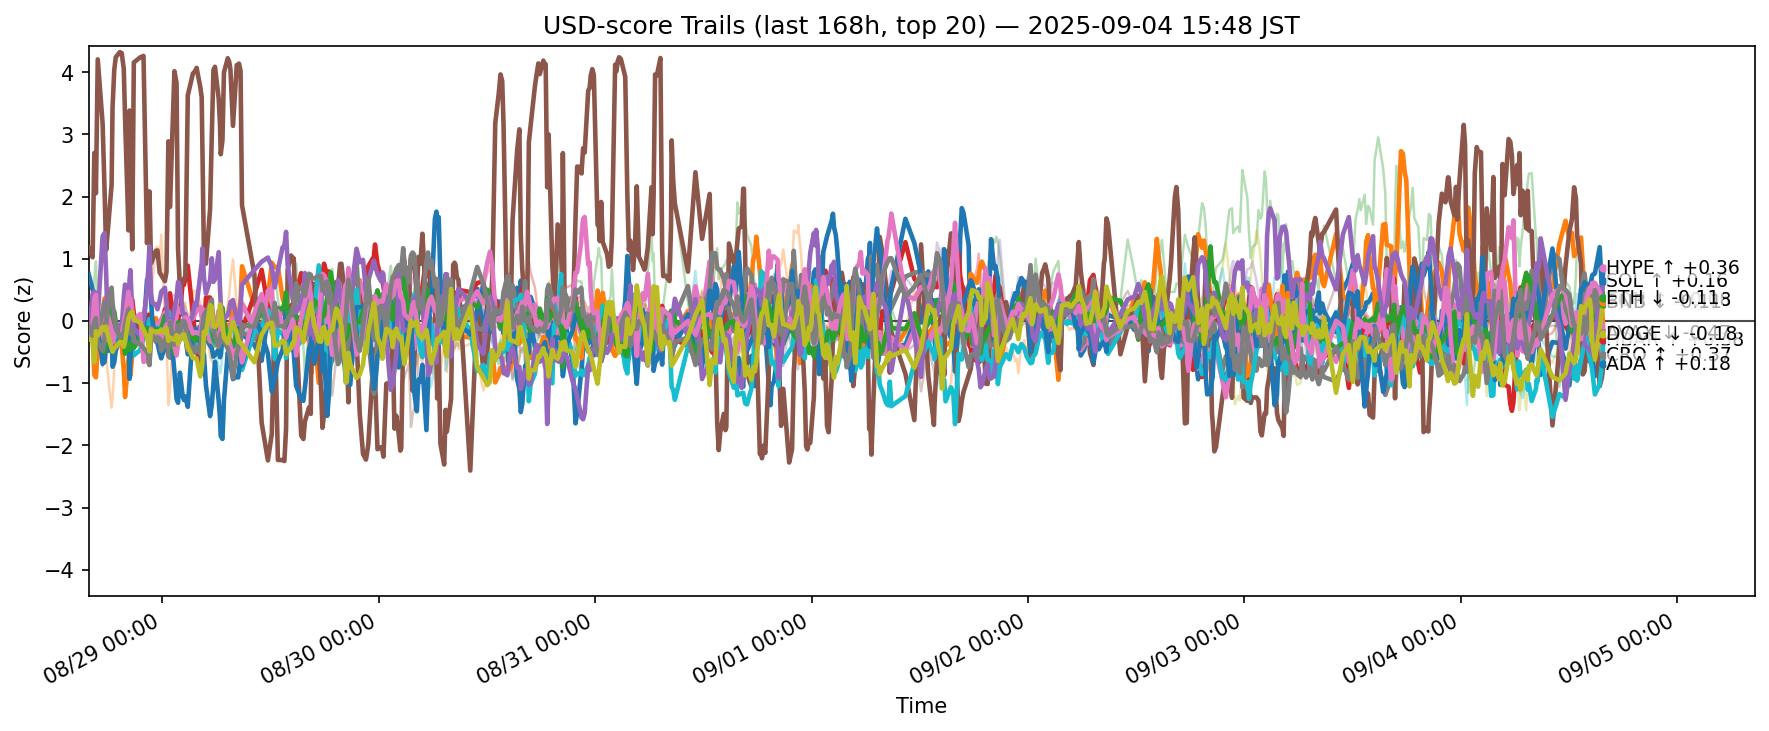 USD-score Trails (last 168h, top 20) — 2025-09-04 15:48 JST
Score (z)
4
3
2
1
0
−1
−2
−3
−4
HYPE ↑ +0.36
SOL ↑ +0.16
ETH ↓ -0.11
DOGE ↓ -0.18
CRO ↑ +0.37
ADA ↑ +0.18
08/29 00:00
08/30 00:00
08/31 00:00
09/01 00:00
09/02 00:00
09/03 00:00
09/04 00:00
09/05 00:00
Time